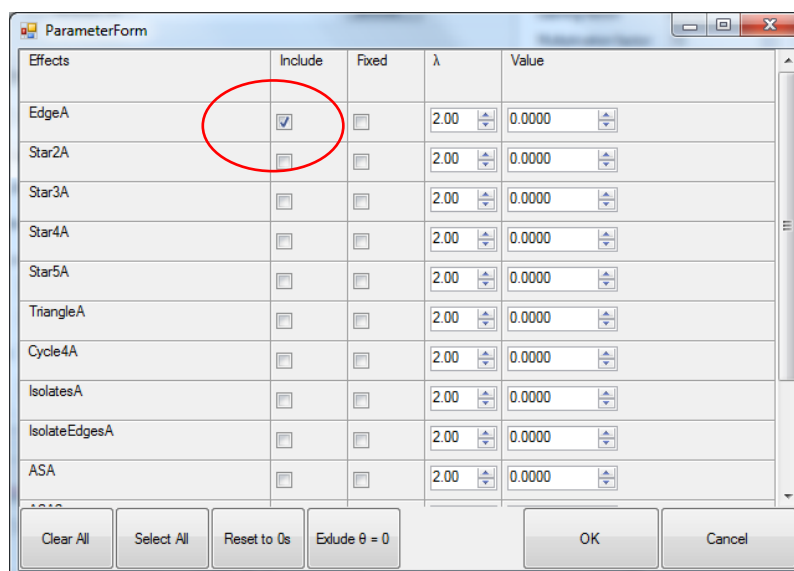 ParameterForm
Effects Include Fixed λ Value
EdgeA 2.00 0.0000
Star2A 2.00 0.0000
Star3A 2.00 0.0000
Star4A 2.00 0.0000
Star5A 2.00 0.0000
TriangleA 2.00 0.0000
Cycle4A 2.00 0.0000
IsolatesA 2.00 0.0000
IsolateEdgesA 2.00 0.0000
ASA 2.00 0.0000
Clear All Select All Reset to 0s Exlude θ = 0 OK Cancel